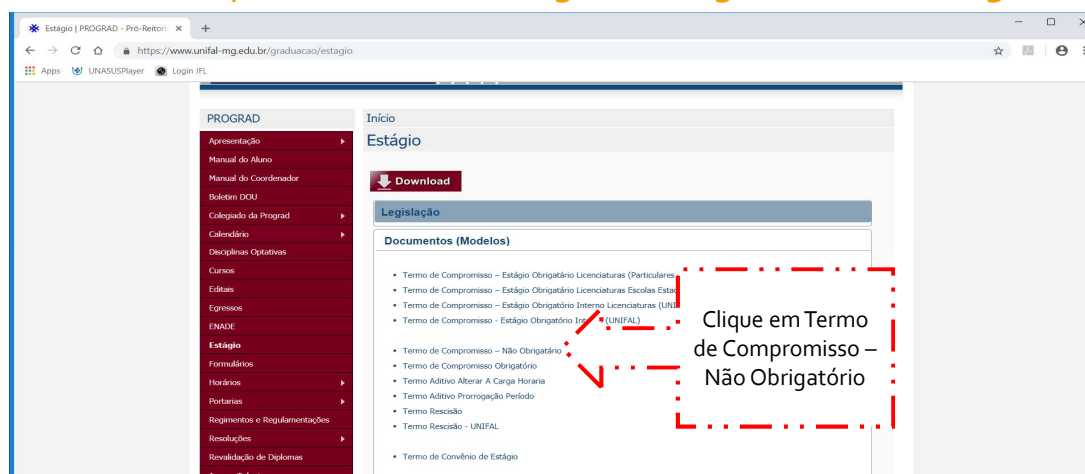 Estágio | PROGRAD - Pró-Reitori
https://www.unifal-mg.edu.br/graduacao/estagio
Apps UNASUSPlayer Login JFL
PROGRAD
Apresentação
Manual do Aluno
Manual do Coordenador
Boletim DOU
Colegiado da Prograd
Calendário
Disciplinas Optativas
Cursos
Editais
Egressos
ENADE
Estágio
Formulários
Horários
Portarias
Regimentos e Regulamentações
Resoluções
Revalidação de Diplomas
Início
Estágio
Download
Legislação
Documentos (Modelos)
• Termo de Compromisso – Estágio Obrigatário Licenciaturas (Particulares
• Termo de Compromisso – Estágio Obrigatário Licenciaturas Escolas Estad
• Termo de Compromisso – Estágio Obrigatório Interno Licenciaturas (UNI
• Termo de Compromisso - Estágio Obrigatório (UNIFAL)
• Termo de Compromisso – Não Obrigatário
• Termo de Compromisso Obrigatório
• Termo Aditivo Alterar A Carga Horaria
• Termo Aditivo Prorrogação Período
• Termo Rescisão
• Termo Rescisão - UNIFAL
• Termo de Convênio de Estágio
Clique em Termo
de Compromisso –
Não Obrigatório